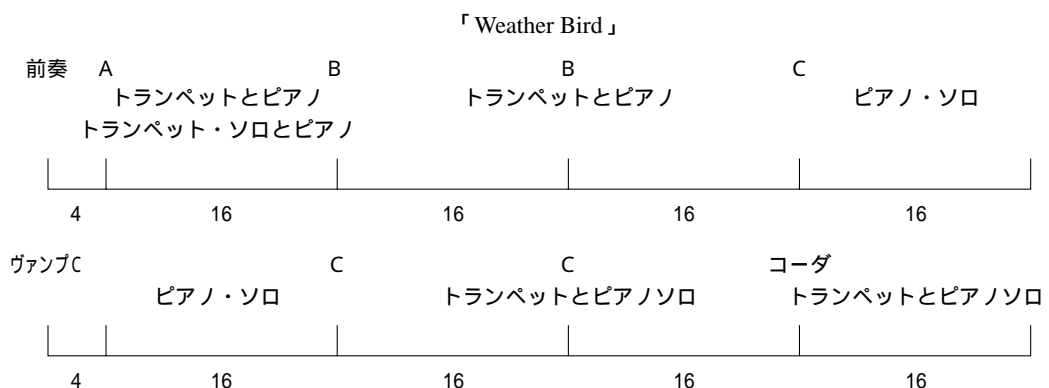 「Weather Bird」
前奏 A B B C
トランペットとピアノ トランペットとピアノ ピアノ・ソロ
トランペット・ソロとピアノ
4 16 16 16 16
ヴァンプC C C コーダ
ピアノ・ソロ トランペットとピアノソロ トランペットとピアノソロ
4 16 16 16 16